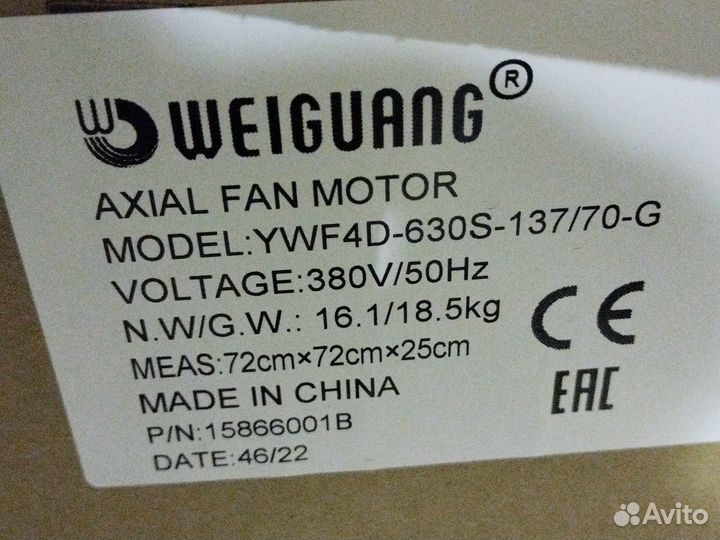 WEIGUANG®
AXIAL FAN MOTOR
MODEL:YWF4D-630S-137/70-G
VOLTAGE:380V/50Hz
N.W/G.W.: 16.1/18.5kg
MEAS:72cm×72cm×25cm
MADE IN CHINA
P/N:15866001B
DATE:46/22
CE
EAC
Avito